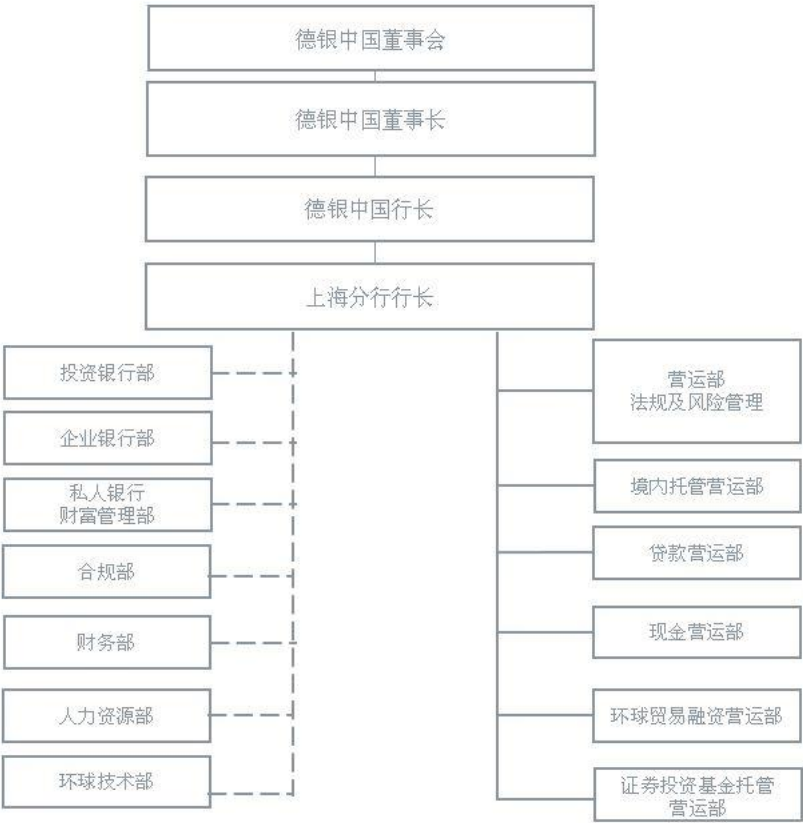 德银中国董事会
德银中国董事长
德银中国行长
上海分行行长
投资银行部
企业银行部
私人银行
财富管理部
合规部
财务部
人力资源部
环球技术部
营运部
法规及风险管理
境内托管营运部
贷款营运部
现金营运部
环球贸易融资营运部
证券投资基金托管
营运部